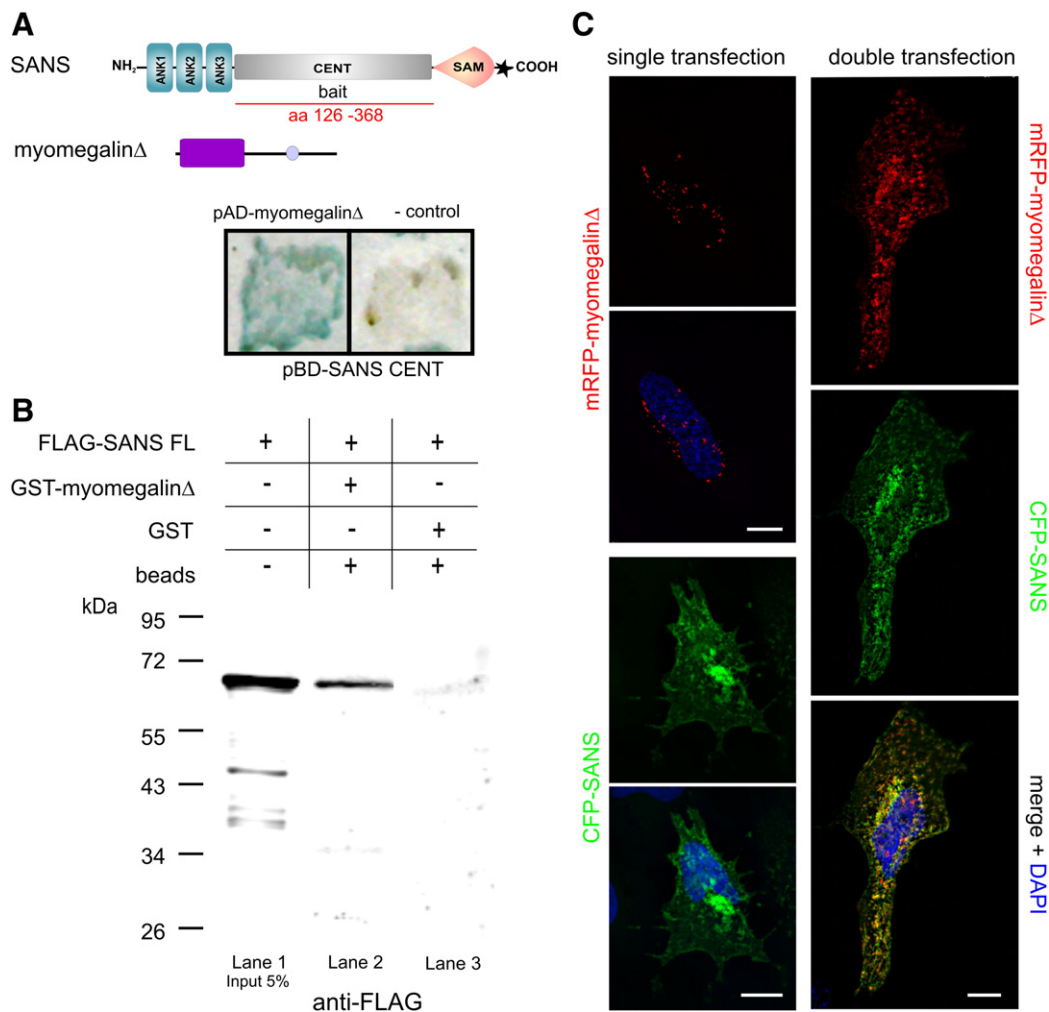 A
SANS
NH2
ANK1
ANK2
ANK3
CENT
SAM
COOH
bait
aa 126 -368
myomegalinΔ
pAD-myomegalinΔ
- control
pBD-SANS CENT
B
FLAG-SANS FL + + +
GST-myomegalinΔ - + -
GST - - +
beads - + +
kDa
95
72
55
43
34
26
Lane 1
Input 5%
Lane 2
Lane 3
anti-FLAG
C
single transfection
double transfection
mRFP-myomegalinΔ
CFP-SANS
mRFP-myomegalinΔ
CFP-SANS
merge + DAPI